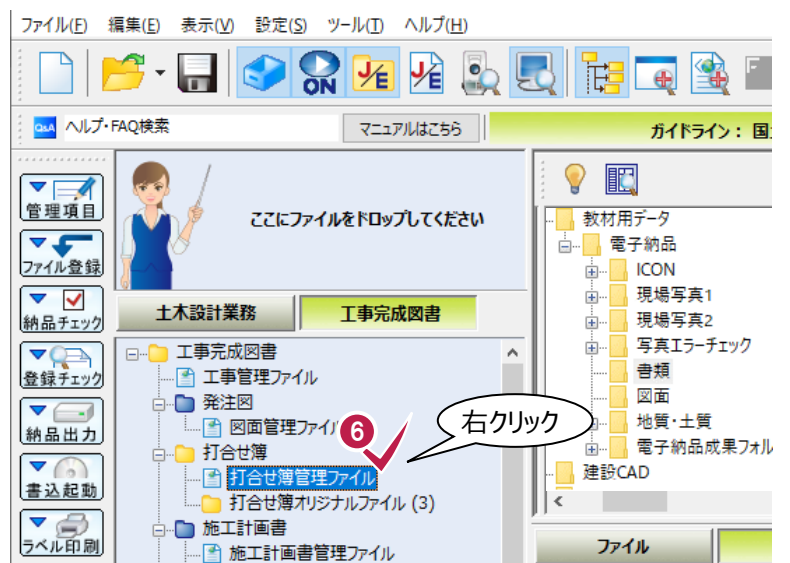 ファイル(F) 編集(E) 表示(V) 設定(S) ツール(T) ヘルプ(H)
ON
J/E
J/E
F
Q&A ヘルプ・FAQ検索
マニュアルはこちら
ガイドライン： 国
管理項目
ファイル登録
納品チェック
登録チェック
納品出力
書込起動
ラベル印刷
ここにファイルをドロップしてください
土木設計業務
工事完成図書
工事完成図書
工事管理ファイル
発注図
図面管理ファイル
打合せ簿
打合せ簿管理ファイル
打合せ簿オリジナルファイル (3)
施工計画書
施工計画書管理ファイル
6
右クリック
教材用データ
電子納品
ICON
現場写真1
現場写真2
写真エラーチェック
書類
図面
地質・土質
電子納品成果フォル
建設CAD
ファイル